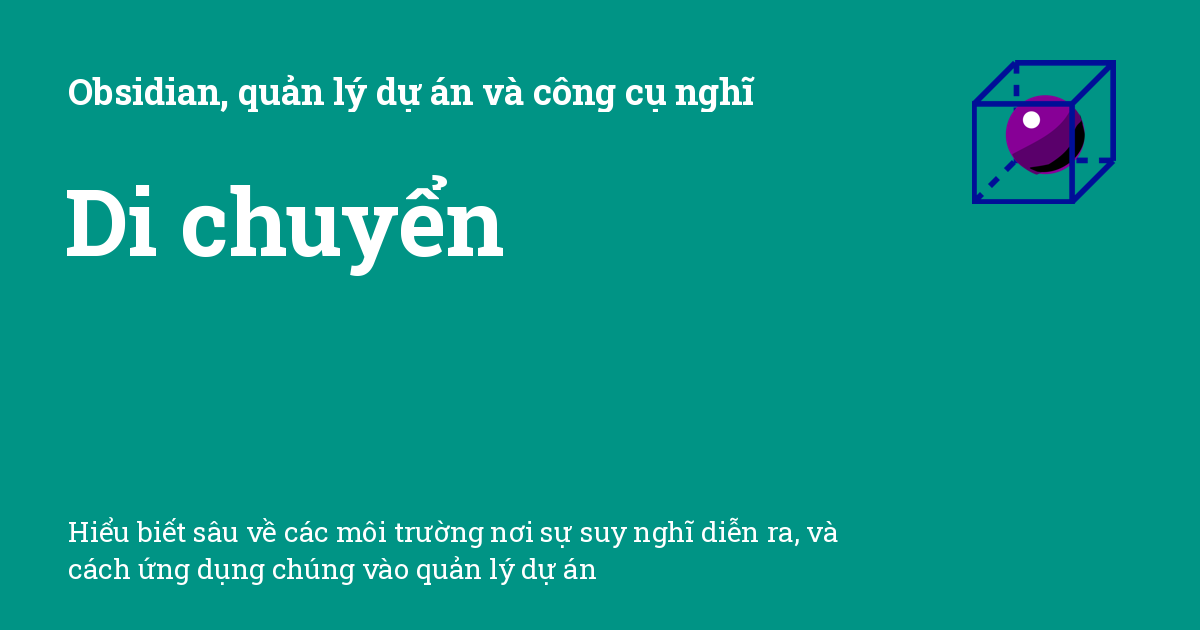 Obsidian, quản lý dự án và công cụ nghĩ
Di chuyển
Hiểu biết sâu về các môi trường nơi sự suy nghĩ diễn ra, và
cách ứng dụng chúng vào quản lý dự án